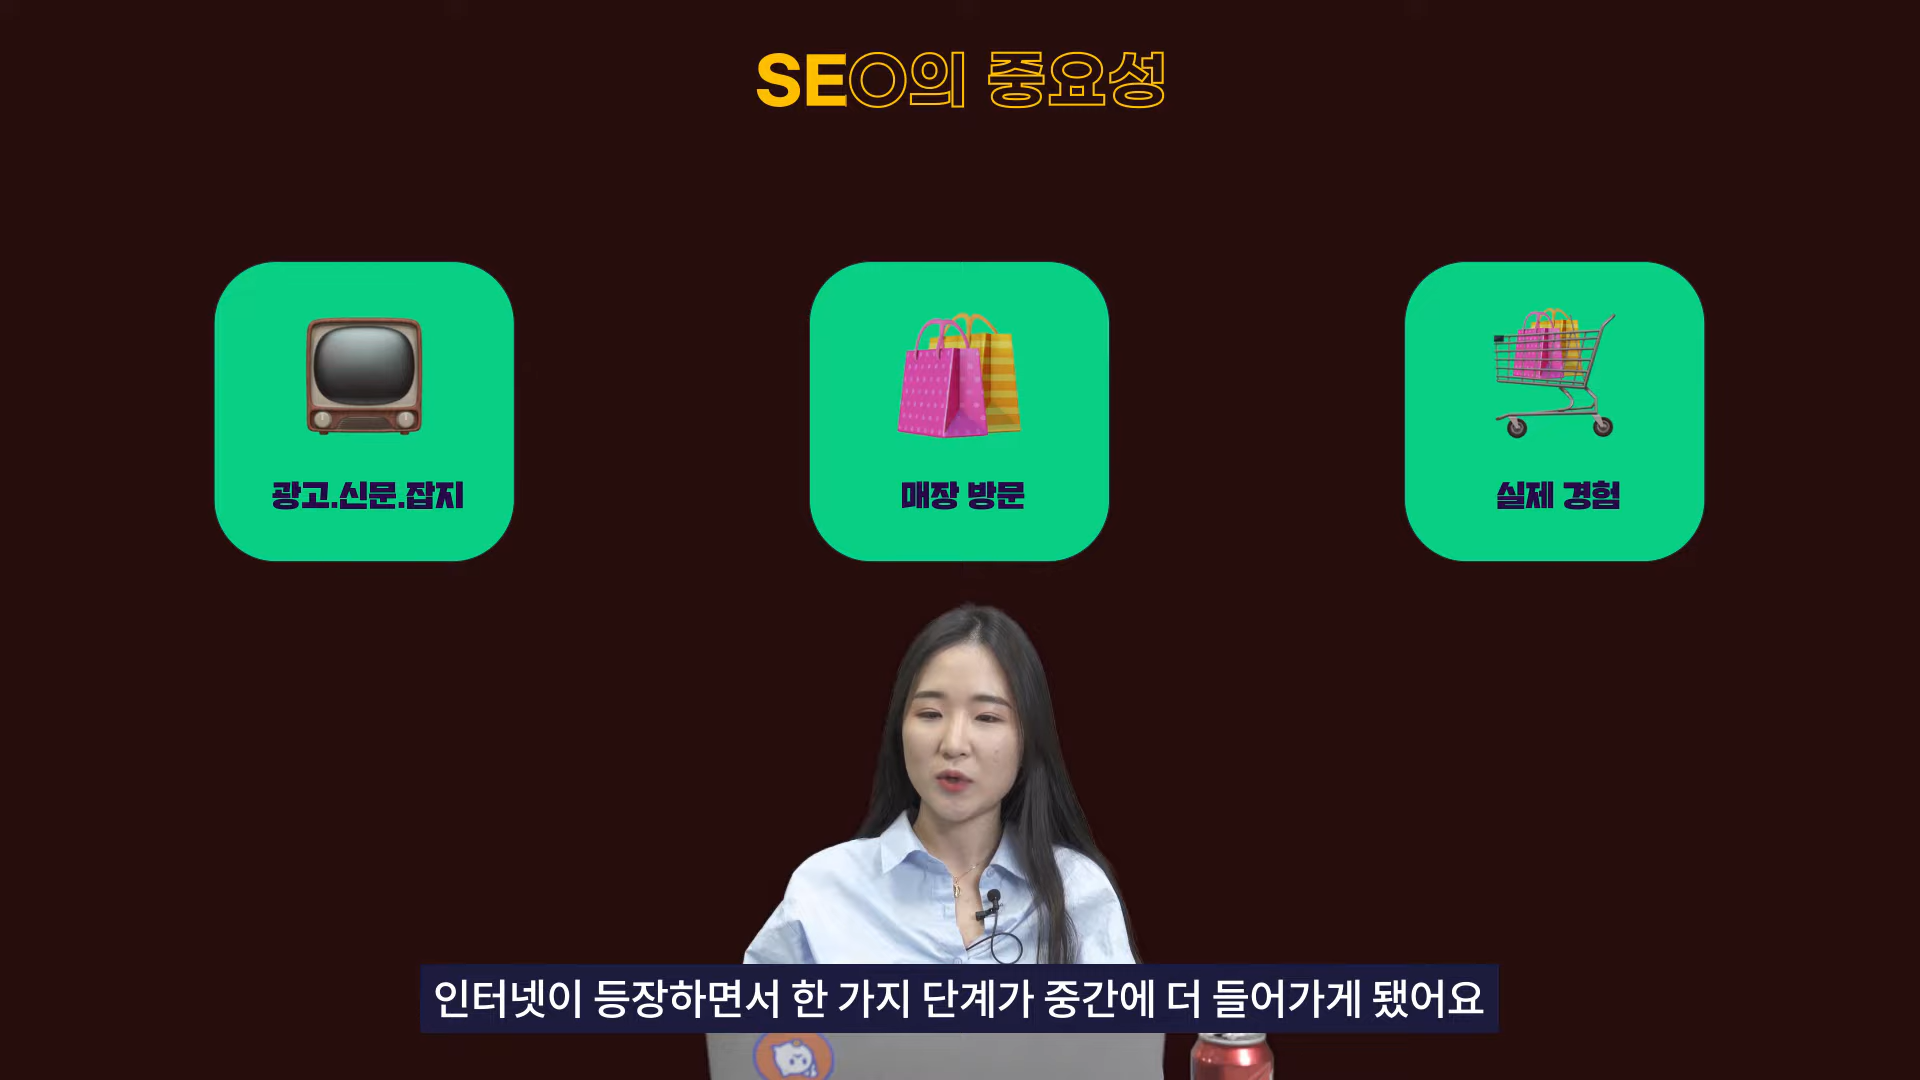 SEO의 중요성
광고.신문.잡지
매장 방문
실제 경험
인터넷이 등장하면서 한 가지 단계가 중간에 더 들어가게 됐어요